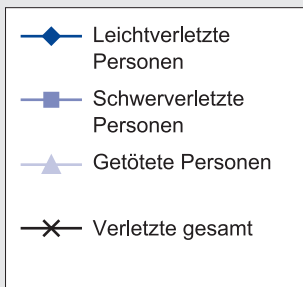 Leichtverletzte
Personen
Schwerverletzte
Personen
Getötete Personen
Verletzte gesamt